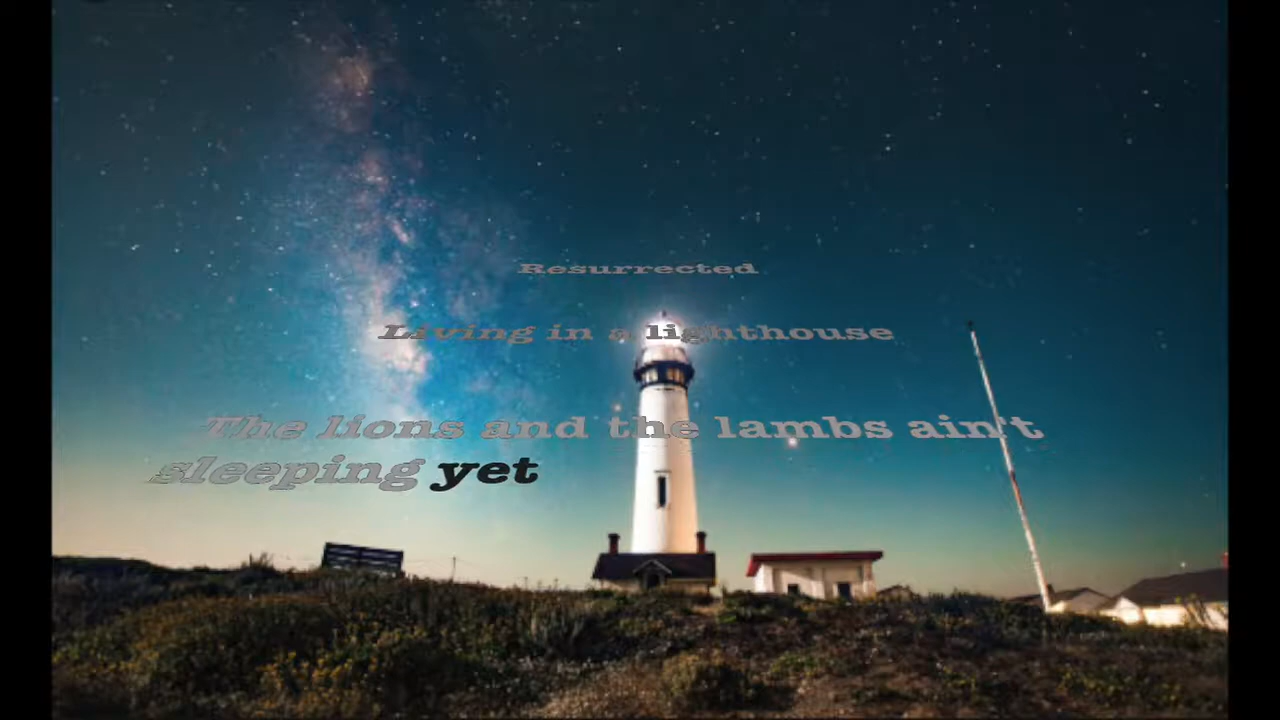 Resurrected
Living in a lighthouse
The lions and the lambs ain't
sleeping yet